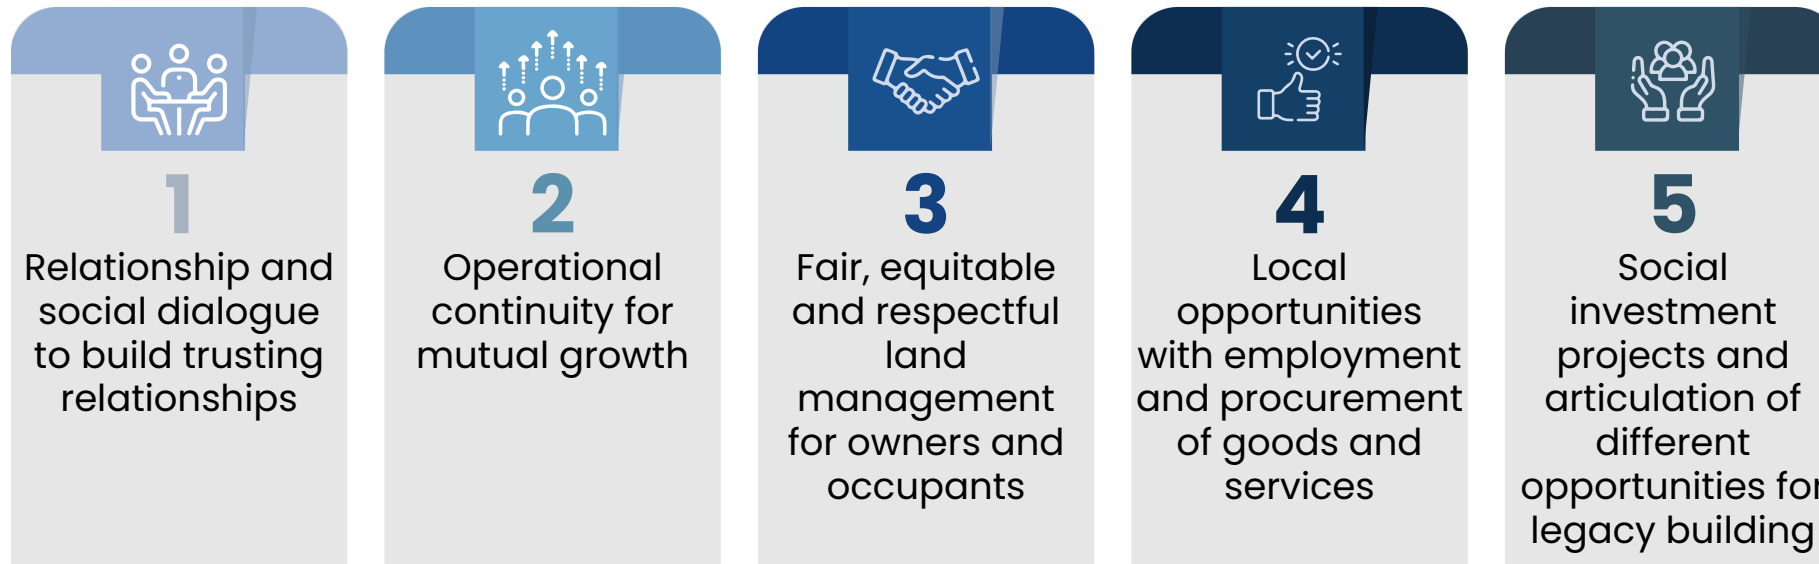 1
Relationship and
social dialogue
to build trusting
relationships
2
Operational
continuity for
mutual growth
3
Fair, equitable
and respectful
land
management
for owners and
occupants
4
Local
opportunities
with employment
and procurement
of goods and
services
5
Social
investment
projects and
articulation of
different
opportunities for
legacy building